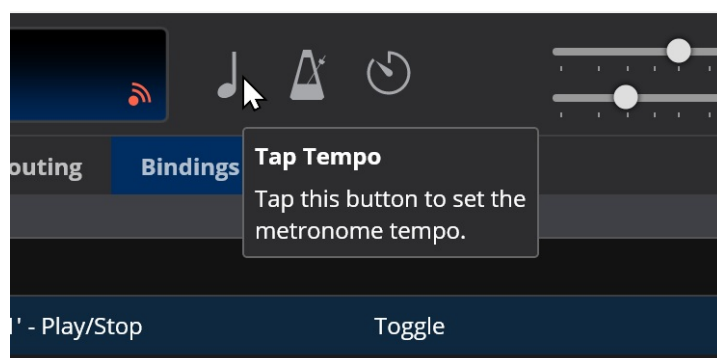 outing
Bindings
Tap Tempo
Tap this button to set the
metronome tempo.
' - Play/Stop
Toggle